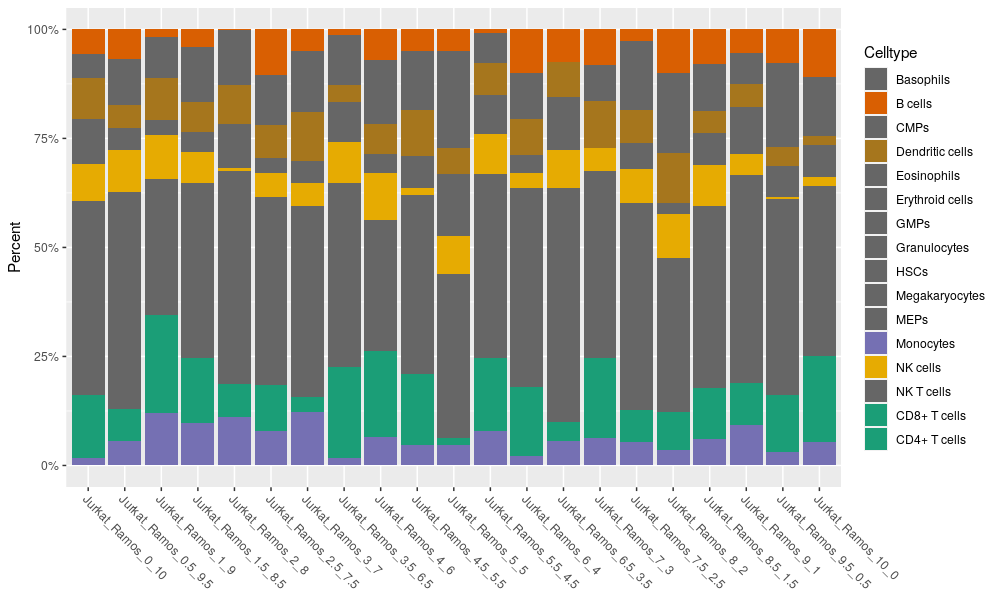 Percent
100%
75%
50%
25%
0%
Jurkat_Ramos_0_10
Jurkat_Ramos_0.5_9.5
Jurkat_Ramos_1_9
Jurkat_Ramos_1.5_8.5
Jurkat_Ramos_2_8
Jurkat_Ramos_2.5_7.5
Jurkat_Ramos_3_7
Jurkat_Ramos_3.5_6.5
Jurkat_Ramos_4_6
Jurkat_Ramos_4.5_5.5
Jurkat_Ramos_5_5
Jurkat_Ramos_5.5_4.5
Jurkat_Ramos_6_4
Jurkat_Ramos_6.5_3.5
Jurkat_Ramos_7_3
Jurkat_Ramos_7.5_2.5
Jurkat_Ramos_8_2
Jurkat_Ramos_8.5_1.5
Jurkat_Ramos_9_1
Jurkat_Ramos_9.5_0.5
Jurkat_Ramos_10_0
Celltype
Basophils
B cells
CMPs
Dendritic cells
Eosinophils
Erythroid cells
GMPs
Granulocytes
HSCs
Megakaryocytes
MEPs
Monocytes
NK cells
NK T cells
CD8+ T cells
CD4+ T cells